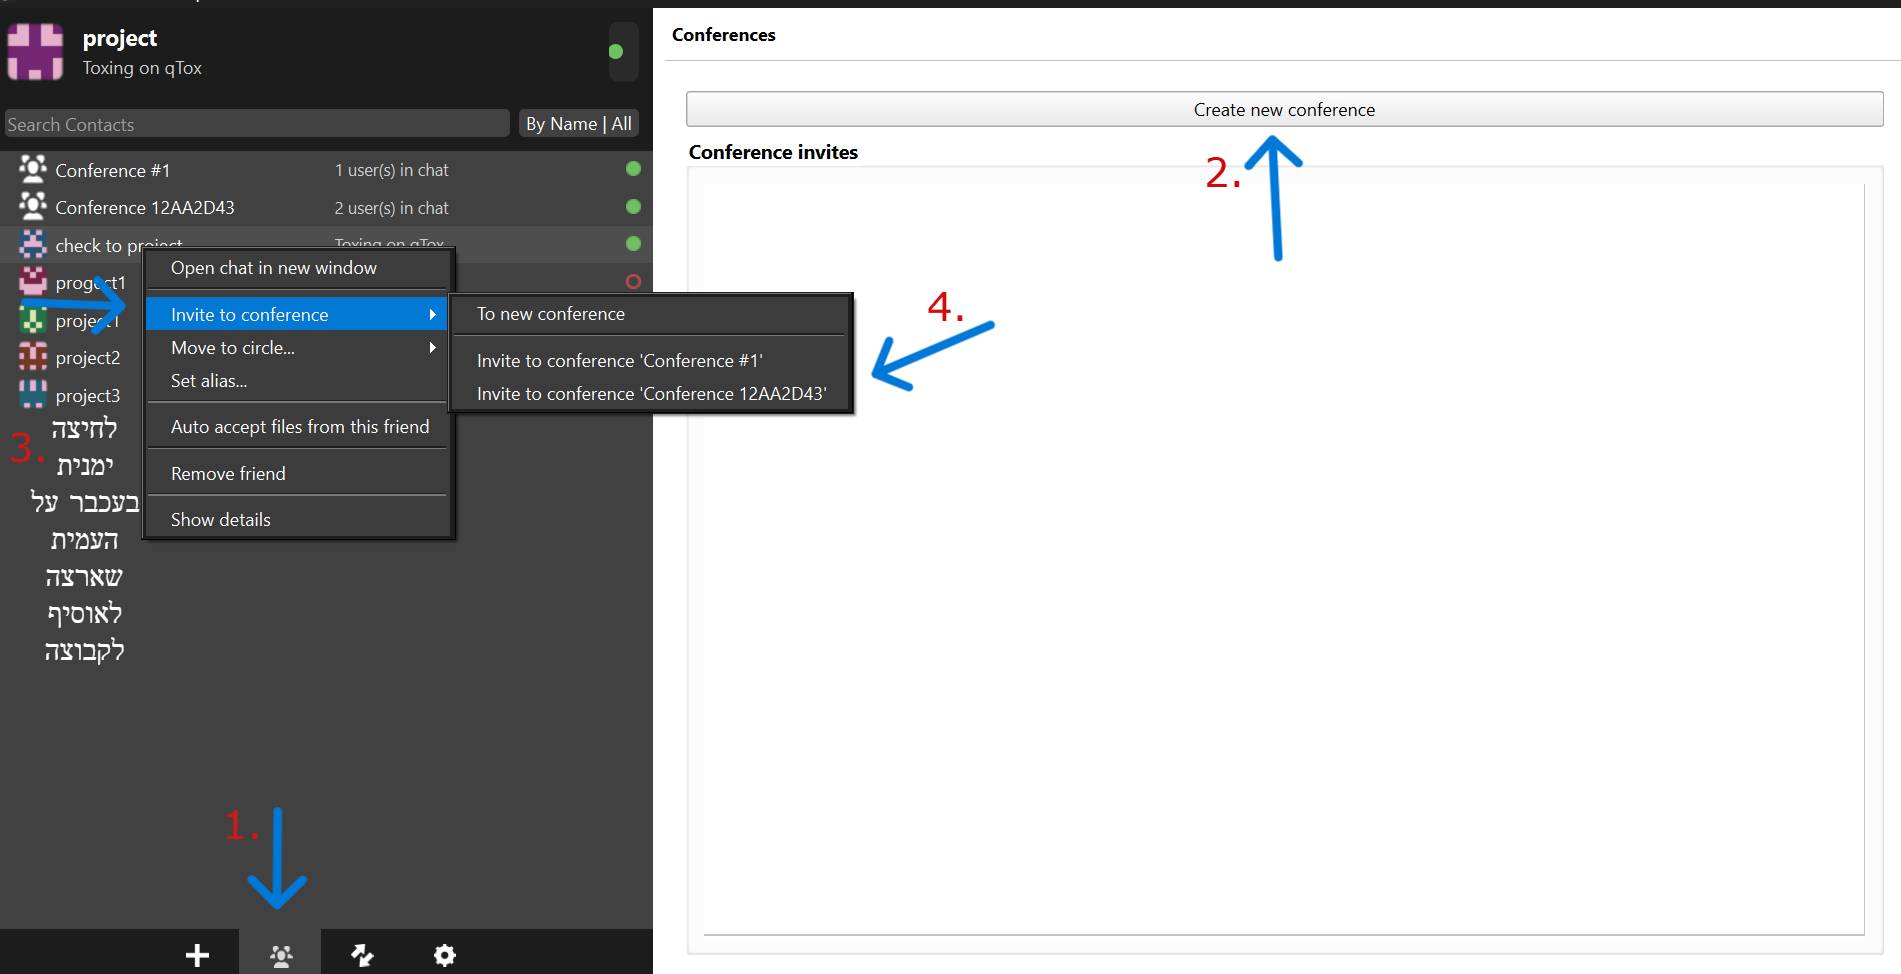 project
Toxing on qTox
Search Contacts
By Name | All
Conference #1
1 user(s) in chat
Conference 12AA2D43
2 user(s) in chat
check to project
Toxing on qTox
progect1
project1
project2
project3
Open chat in new window
Invite to conference
Move to circle...
Set alias...
Auto accept files from this friend
Remove friend
Show details
To new conference
Invite to conference 'Conference #1'
Invite to conference 'Conference 12AA2D43'
3.
לחיצה
ימנית
בעכבר על
העמית
שארצה
לאוסיף
לקבוצה
1.
Conferences
Create new conference
Conference invites
2.
4.